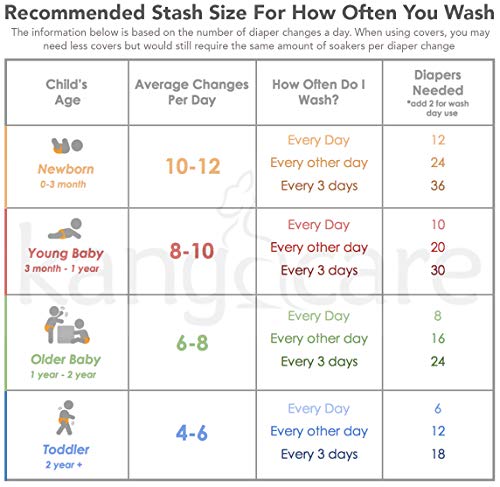 Recommended Stash Size For How Often You Wash
The information below is based on the number of diaper changes a day. When using covers, you may
need less covers but would still require the same amount of soakers per diaper change
Child's
Age
Average Changes
Per Day
How Often Do I
Wash?
Diapers
Needed
*add 2 for wash
day use
Newborn
0-3 month
10-12
Every Day 12
Every other day 24
Every 3 days 36
Young Baby
3 month - 1 year
8-10
Every Day 10
Every other day 20
Every 3 days 30
Older Baby
1 year - 2 year
6-8
Every Day 8
Every other day 16
Every 3 days 24
Toddler
2 year +
4-6
Every Day 6
Every other day 12
Every 3 days 18
kangacare